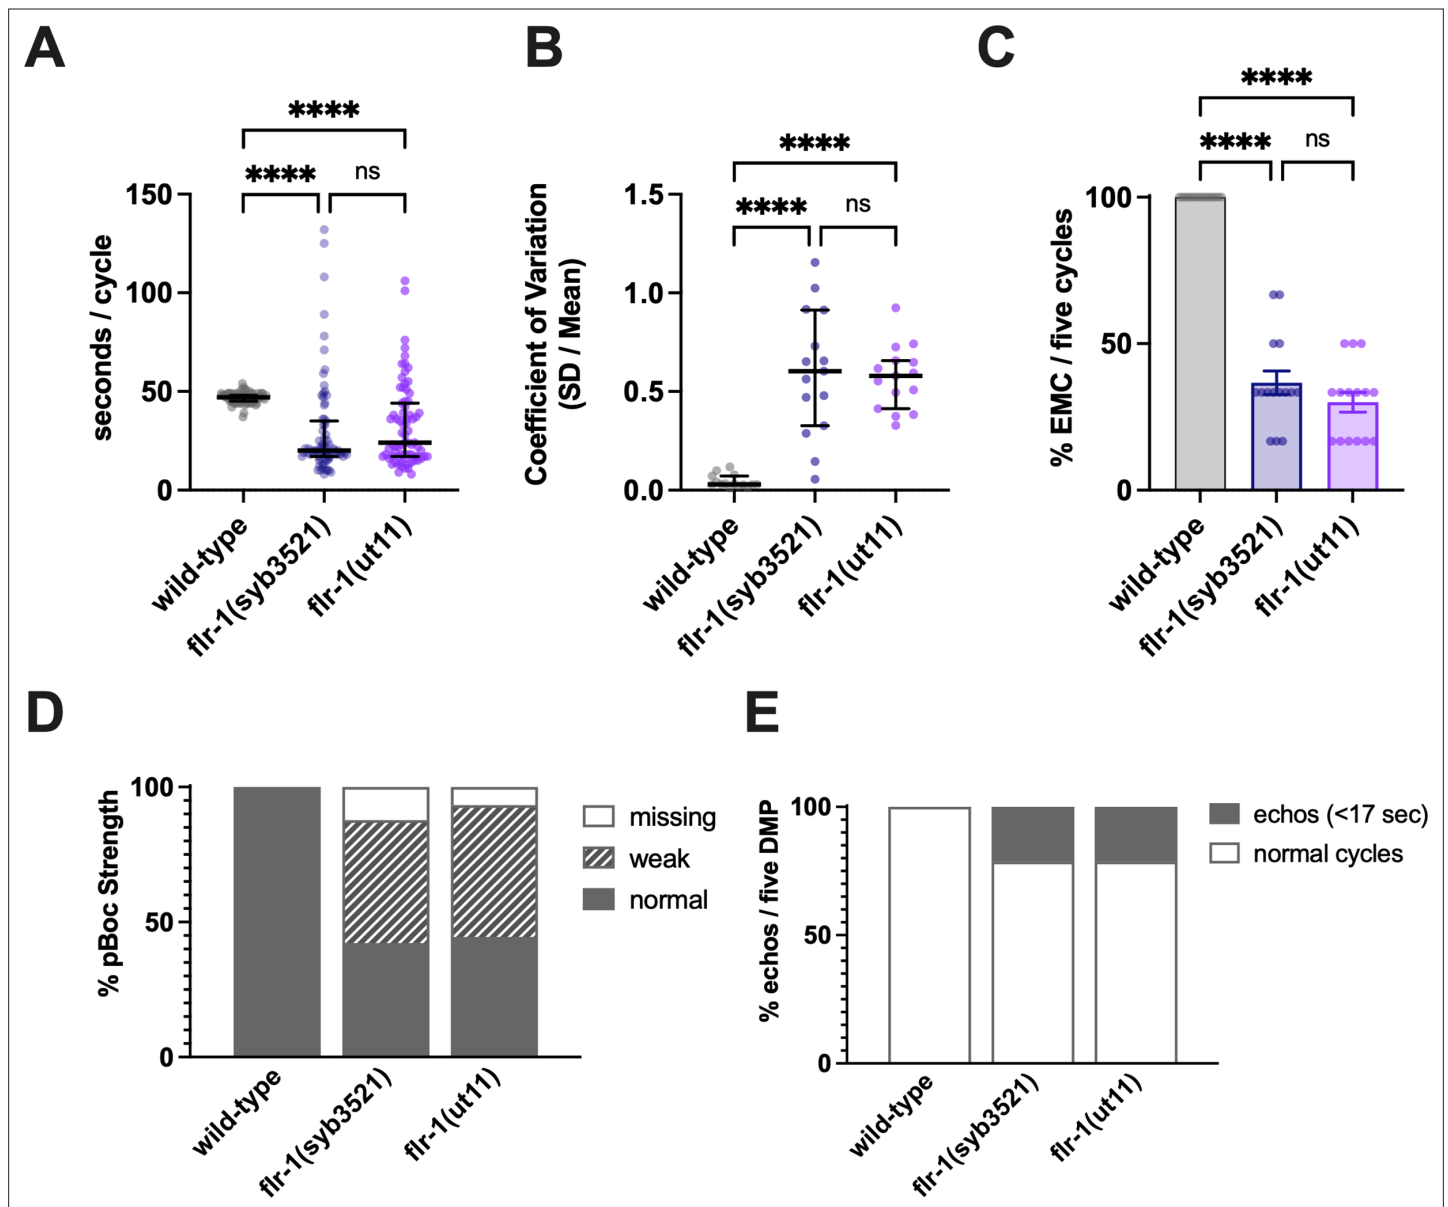 A
B
C
****
****
ns
150
100
50
0
seconds / cycle
wild-type
flr-1(syb3521)
flr-1(ut11)
****
****
ns
1.5
1.0
0.5
0.0
Coefficient of Variation
(SD / Mean)
wild-type
flr-1(syb3521)
flr-1(ut11)
****
****
ns
100
50
0
% EMC / five cycles
wild-type
flr-1(syb3521)
flr-1(ut11)
D
E
100
50
0
% pBoc Strength
missing
weak
normal
wild-type
flr-1(syb3521)
flr-1(ut11)
100
50
0
% echos / five DMP
echos (<17 sec)
normal cycles
wild-type
flr-1(syb3521)
flr-1(ut11)